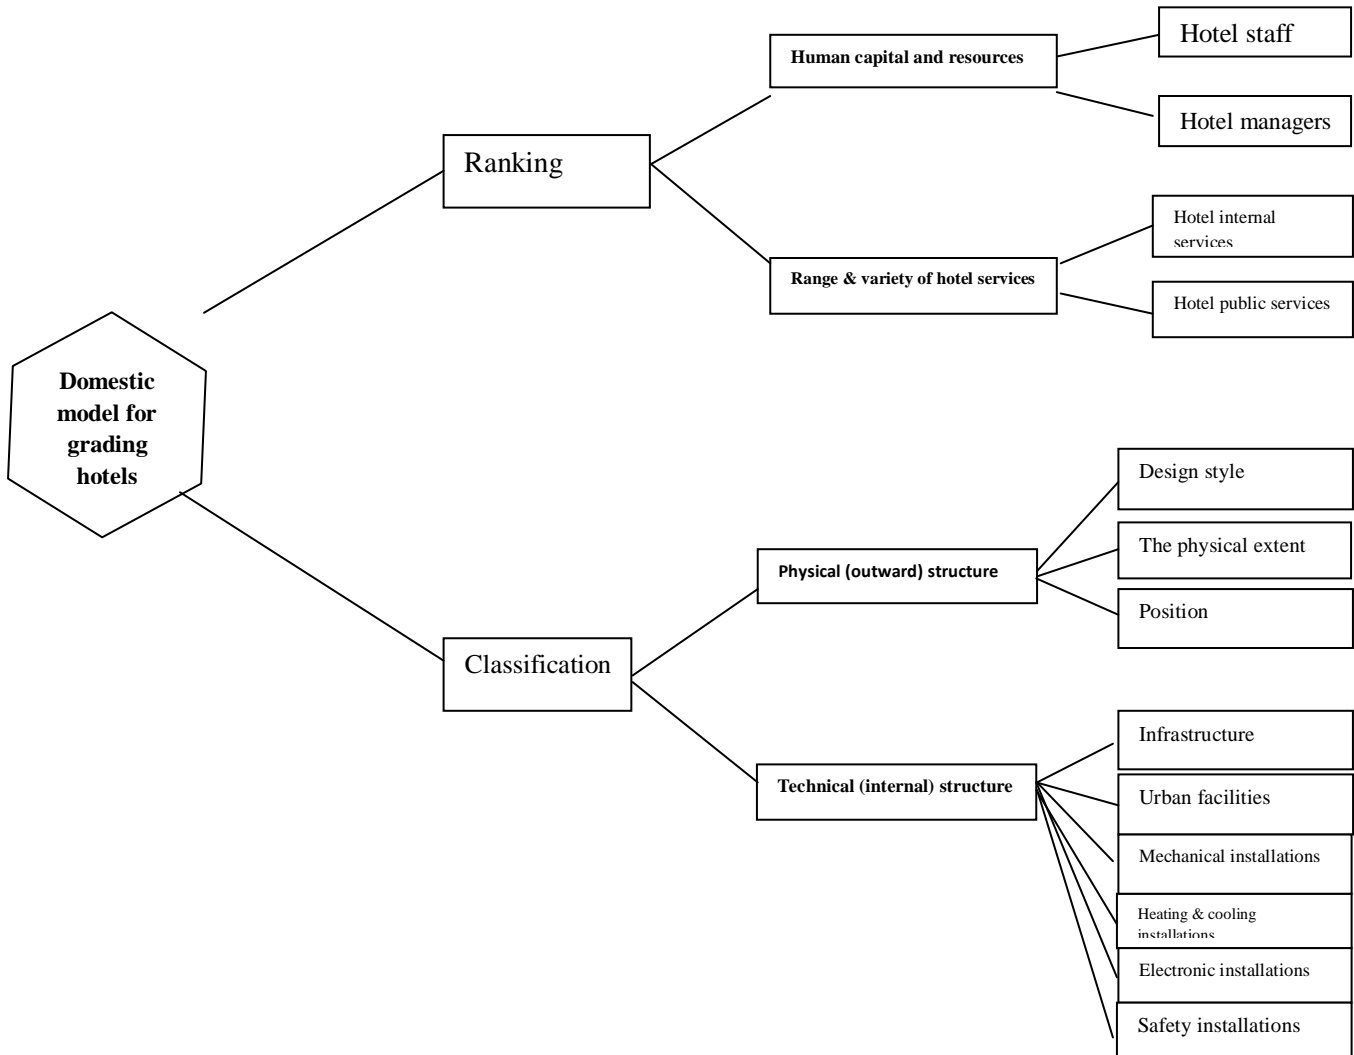 Hotel staff
Human capital and resources
Hotel managers
Ranking
Hotel internal
services
Range & variety of hotel services
Hotel public services
Domestic
model for
grading
hotels
Design style
The physical extent
Physical (outward) structure
Position
Classification
Infrastructure
Technical (internal) structure
Urban facilities
Mechanical installations
Heating & cooling
installations
Electronic installations
Safety installations